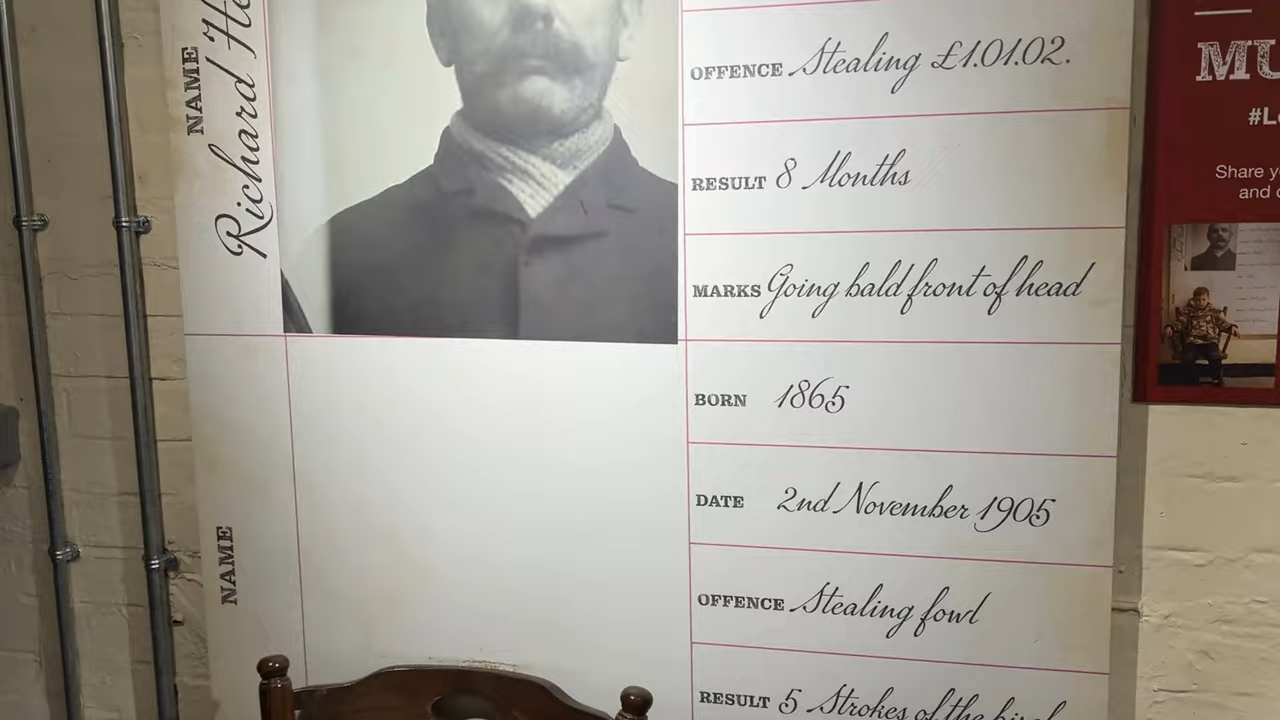 NAME
Richard
OFFENCE Stealing £1.01.02.
RESULT 8 Months
MARKS Going bald front of head
BORN 1865
DATE 2nd November 1905
NAME
OFFENCE Stealing fowl
RESULT 5 Strokes of the
Share
and